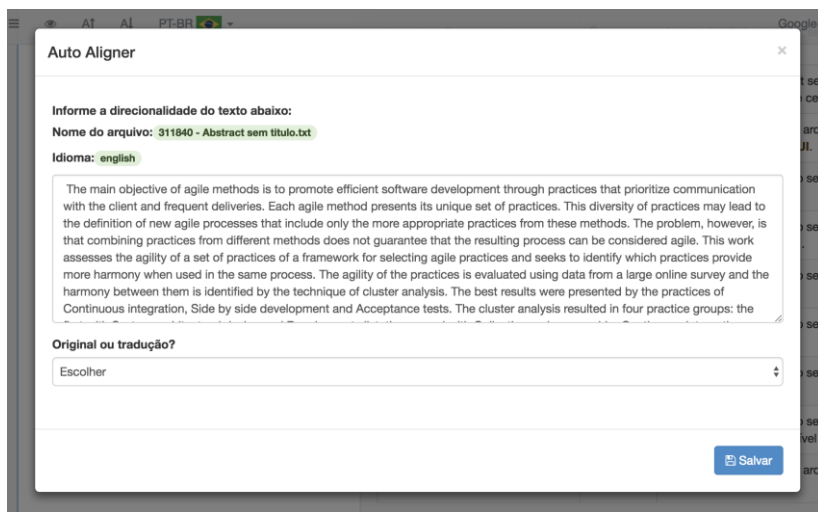 A↑ A↓ PT-BR
Google
Auto Aligner ×
Informe a direcionalidade do texto abaixo:
Nome do arquivo: 311840 - Abstract sem titulo.txt
Idioma: english
The main objective of agile methods is to promote efficient software development through practices that prioritize communication
with the client and frequent deliveries. Each agile method presents its unique set of practices. This diversity of practices may lead to
the definition of new agile processes that include only the more appropriate practices from these methods. The problem, however, is
that combining practices from different methods does not guarantee that the resulting process can be considered agile. This work
assesses the agility of a set of practices of a framework for selecting agile practices and seeks to identify which practices provide
more harmony when used in the same process. The agility of the practices is evaluated using data from a large online survey and the
harmony between them is identified by the technique of cluster analysis. The best results were presented by the practices of
Continuous integration, Side by side development and Acceptance tests. The cluster analysis resulted in four practice groups: the
Original ou tradução?
Escolher
Salvar